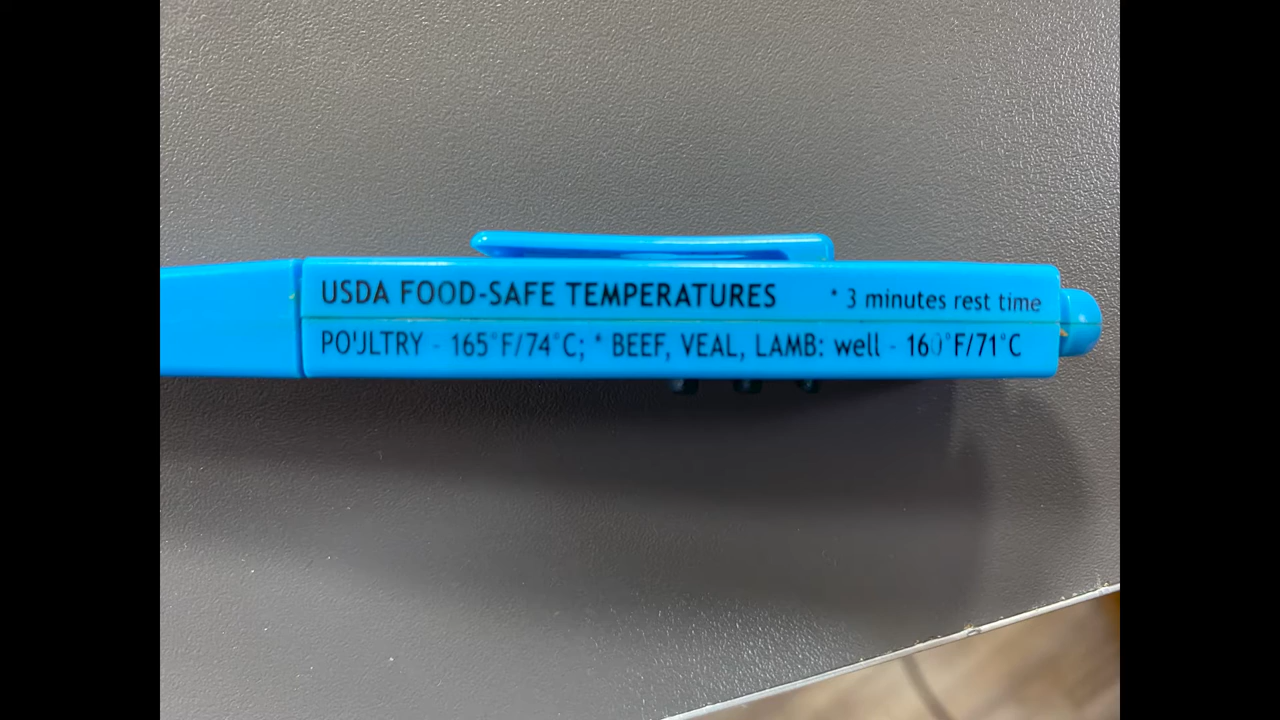 USDA FOOD-SAFE TEMPERATURES * 3 minutes rest time
POULTRY - 165°F/74°C; * BEEF, VEAL, LAMB: well - 160°F/71°C